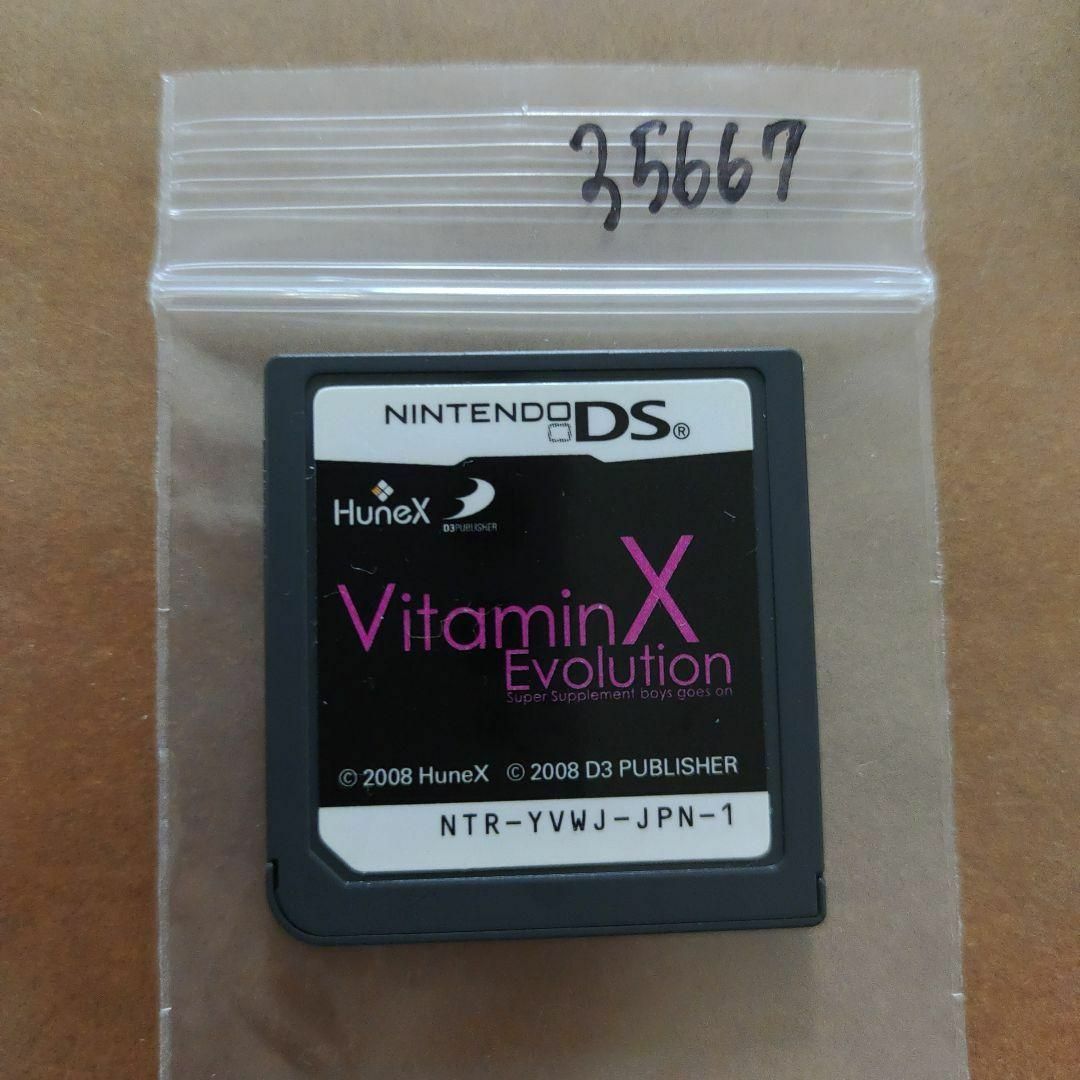 35667
NINTENDO DS®
HuneX D3PUBLISHER
VitaminX
Evolution
Super Supplement boys goes on
© 2008 HuneX © 2008 D3 PUBLISHER
NTR-YVWJ-JPN-1